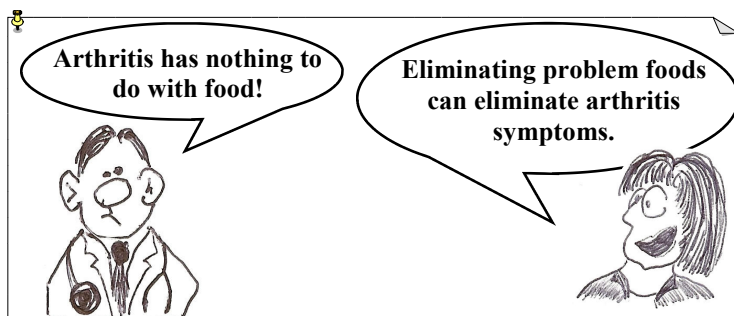 Arthritis has nothing to
do with food!
Eliminating problem foods
can eliminate arthritis
symptoms.